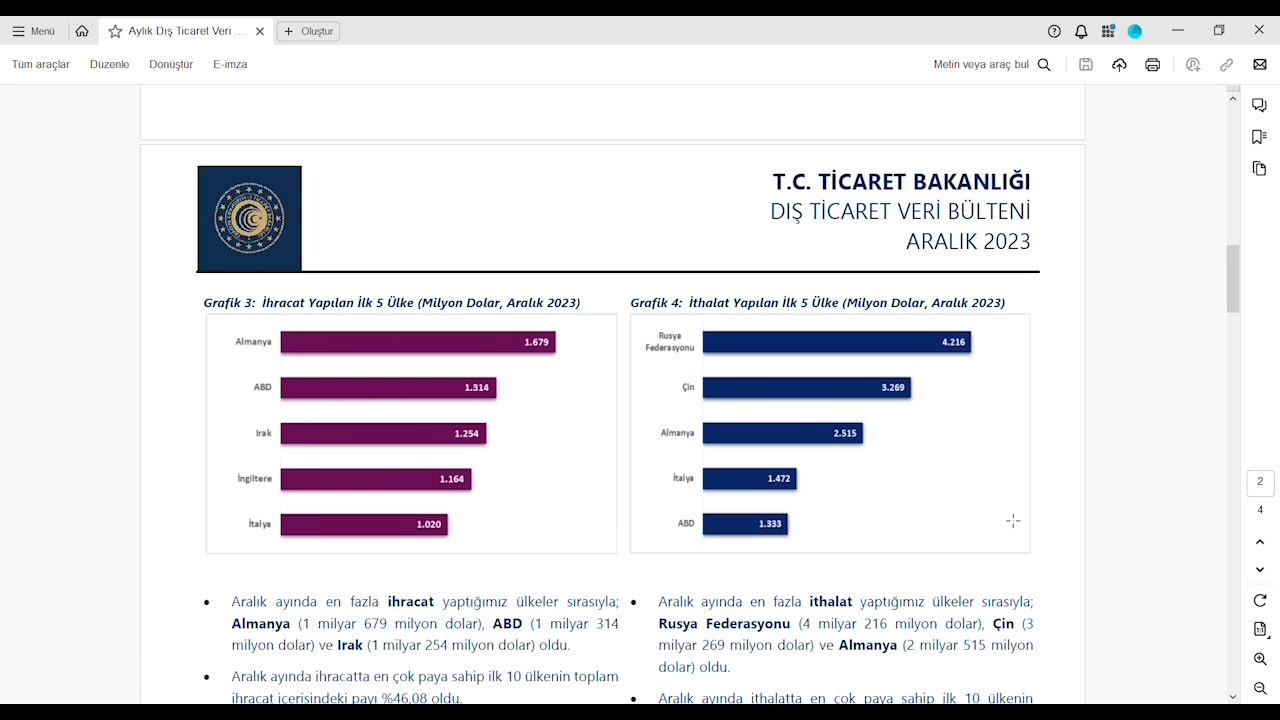 Menü
Aylık Dış Ticaret Veri ...
Oluştur
Tüm araçlar
Düzenle
Dönüştür
E-imza
Metin veya araç bul
T.C. TİCARET BAKANLIĞI
DIŞ TİCARET VERİ BÜLTENİ
ARALIK 2023
Grafik 3: İhracat Yapılan İlk 5 Ülke (Milyon Dolar, Aralık 2023)
Almanya 1.679
ABD 1.314
Irak 1.254
İngiltere 1.164
İtalya 1.020
Grafik 4: İthalat Yapılan İlk 5 Ülke (Milyon Dolar, Aralık 2023)
Rusya
Federasyonu 4.216
Çin 3.269
Almanya 2.515
İtalya 1.472
ABD 1.333
• Aralık ayında en fazla ihracat yaptığımız ülkeler sırasıyla;
Almanya (1 milyar 679 milyon dolar), ABD (1 milyar 314
milyon dolar) ve Irak (1 milyar 254 milyon dolar) oldu.
• Aralık ayında ihracatta en çok paya sahip ilk 10 ülkenin toplam
ihracat içerisindeki payı %46,08 oldu.
• Aralık ayında en fazla ithalat yaptığımız ülkeler sırasıyla;
Rusya Federasyonu (4 milyar 216 milyon dolar), Çin (3
milyar 269 milyon dolar) ve Almanya (2 milyar 515 milyon
dolar) oldu.
• Aralık ayında ithalatta en çok paya sahip ilk 10 ülkenin
2
4